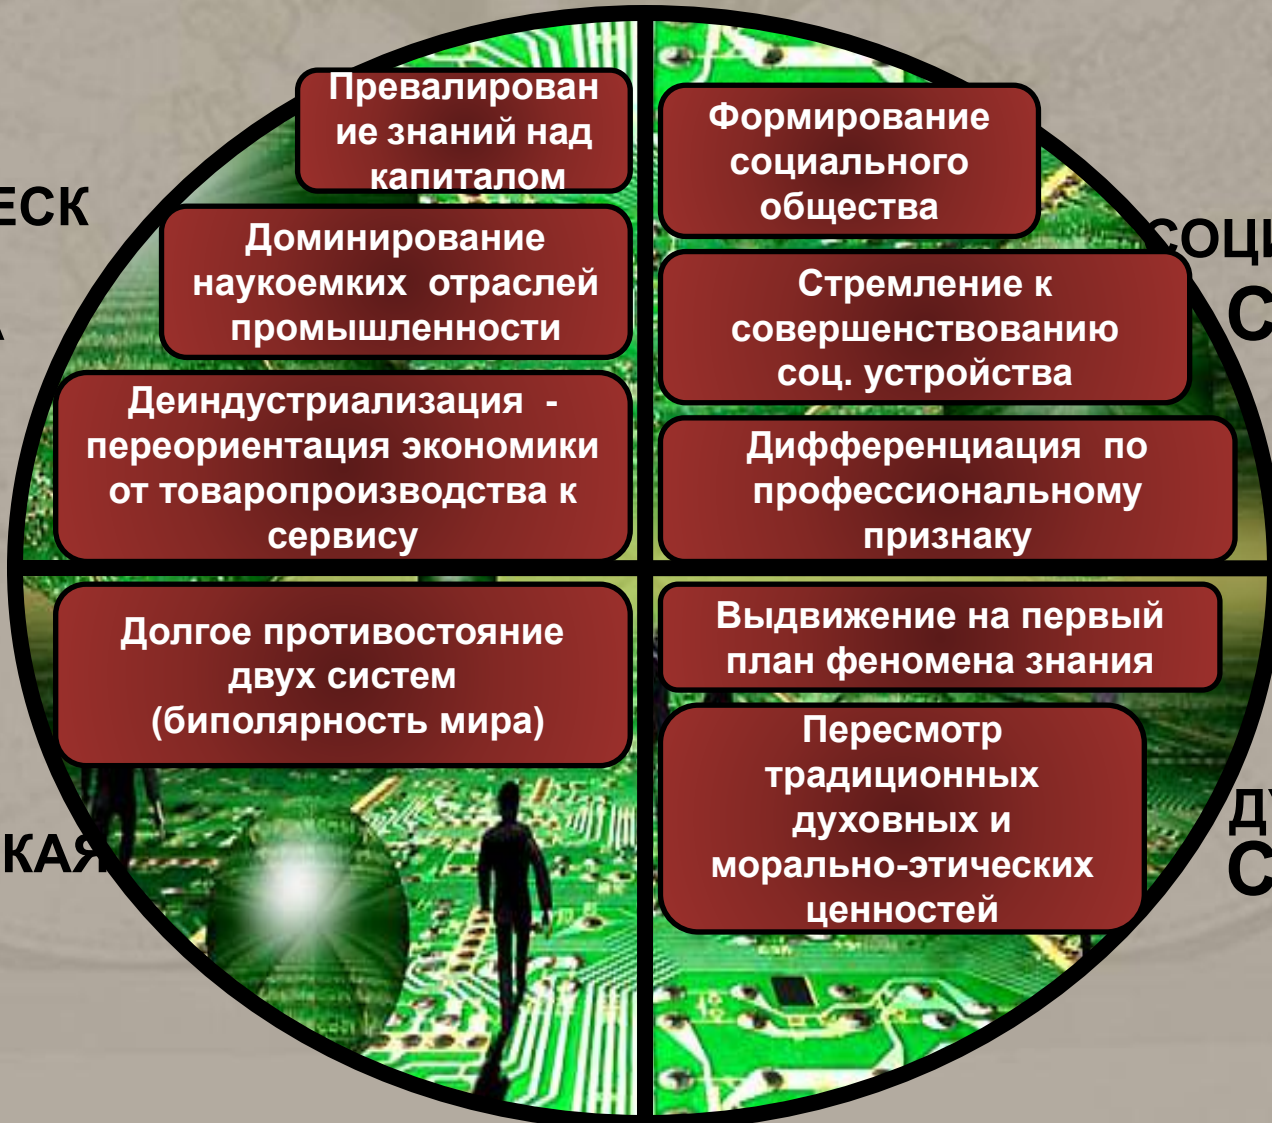 Превалирован
ие знаний над
капиталом
Доминирование
наукоемких отраслей
промышленности
Деиндустриализация -
переориентация экономики
от товаропроизводства к
сервису
Формирование
социального
общества
Стремление к
совершенствованию
соц. устройства
Дифференциация по
профессиональному
признаку
Долгое противостояние
двух систем
(биполярность мира)
Выдвижение на первый
план феномена знания
Пересмотр
традиционных
духовных и
морально-этических
ценностей
ЕСК
СОЦИ
С
КАЯ
С